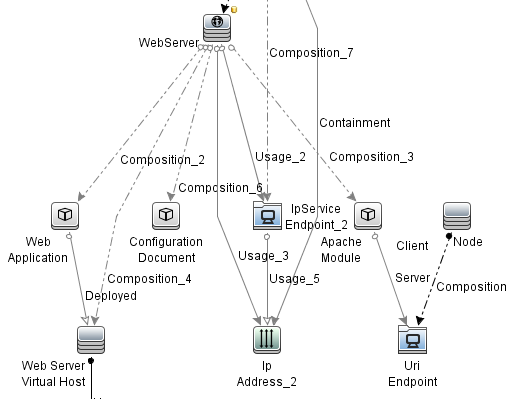 WebServer
Composition_7
Containment
Composition_2
Usage_2
Composition_3
Composition_6
IpService
Endpoint_2
Web
Application
Configuration
Document
Apache
Module
Client
Node
Composition_4
Usage_3
Usage_5
Server
Composition
Deployed
Web Server
Virtual Host
Ip
Address_2
Uri
Endpoint